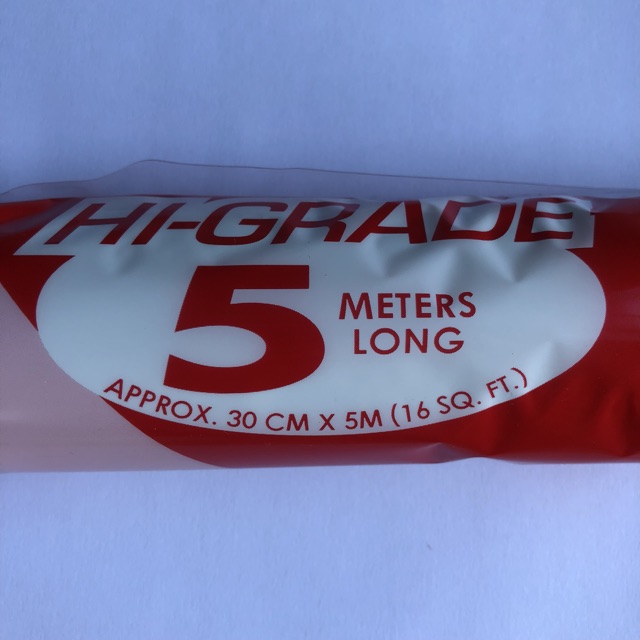 HI-GRADE
5 METERS
LONG
APPROX. 30 CM X 5M (16 SQ. FT.)